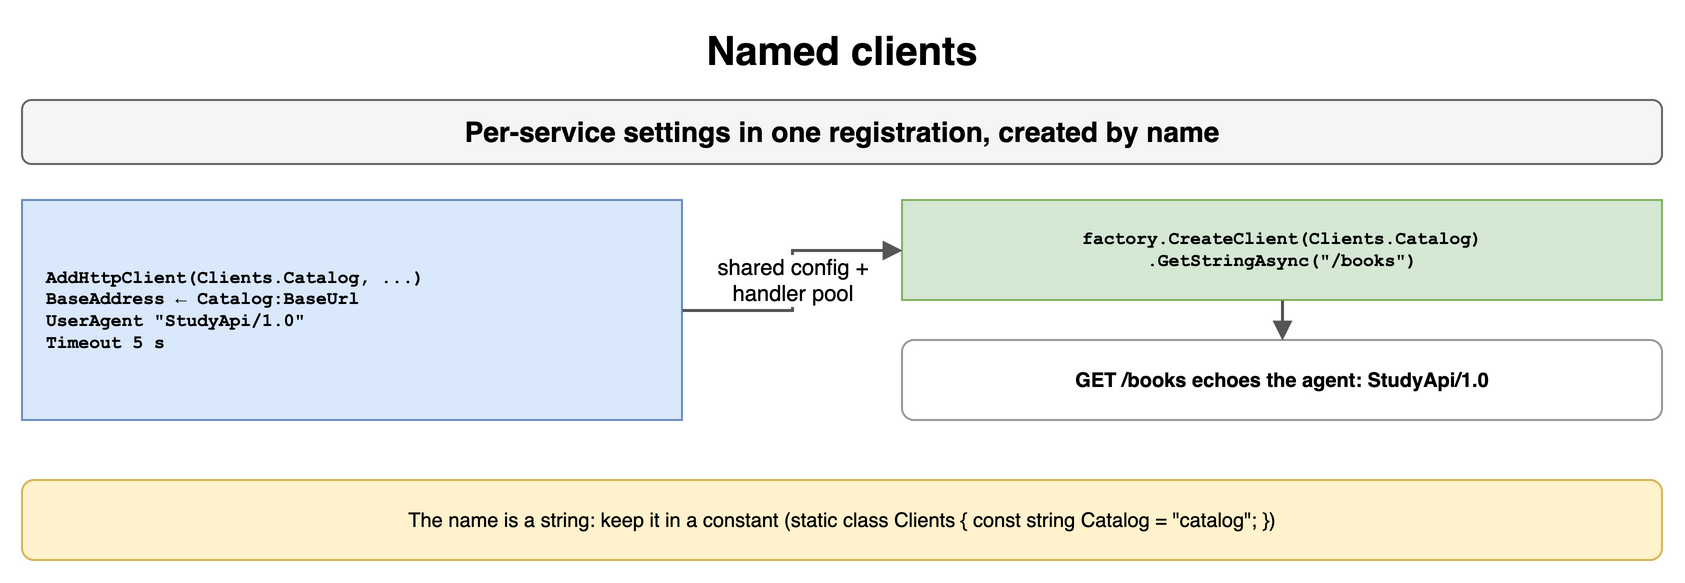 Named clients
Per-service settings in one registration, created by name
AddHttpClient(Clients.Catalog, ...)
BaseAddress ← Catalog:BaseUrl
UserAgent "StudyApi/1.0"
Timeout 5 s
shared config +
handler pool
factory.CreateClient(Clients.Catalog)
.GetStringAsync("/books")
GET /books echoes the agent: StudyApi/1.0
The name is a string: keep it in a constant (static class Clients { const string Catalog = "catalog"; })